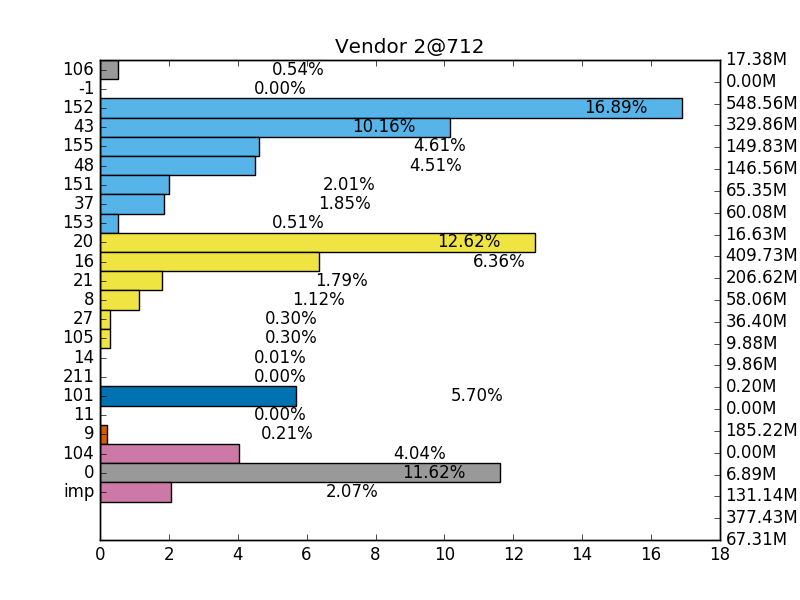 Vendor 2@712
106 0.54% 17.38M
-1 0.00% 0.00M
152 16.89% 548.56M
43 10.16% 329.86M
155 4.61% 149.83M
48 4.51% 146.56M
151 2.01% 65.35M
37 1.85% 60.08M
153 0.51% 16.63M
20 12.62% 409.73M
16 6.36% 206.62M
21 1.79% 58.06M
8 1.12% 36.40M
27 0.30% 9.88M
105 0.30% 9.86M
14 0.01% 0.20M
211 0.00% 0.00M
101 5.70% 185.22M
11 0.00% 0.00M
9 0.21% 6.89M
104 4.04% 131.14M
0 11.62% 377.43M
imp 2.07% 67.31M
0 2 4 6 8 10 12 14 16 18